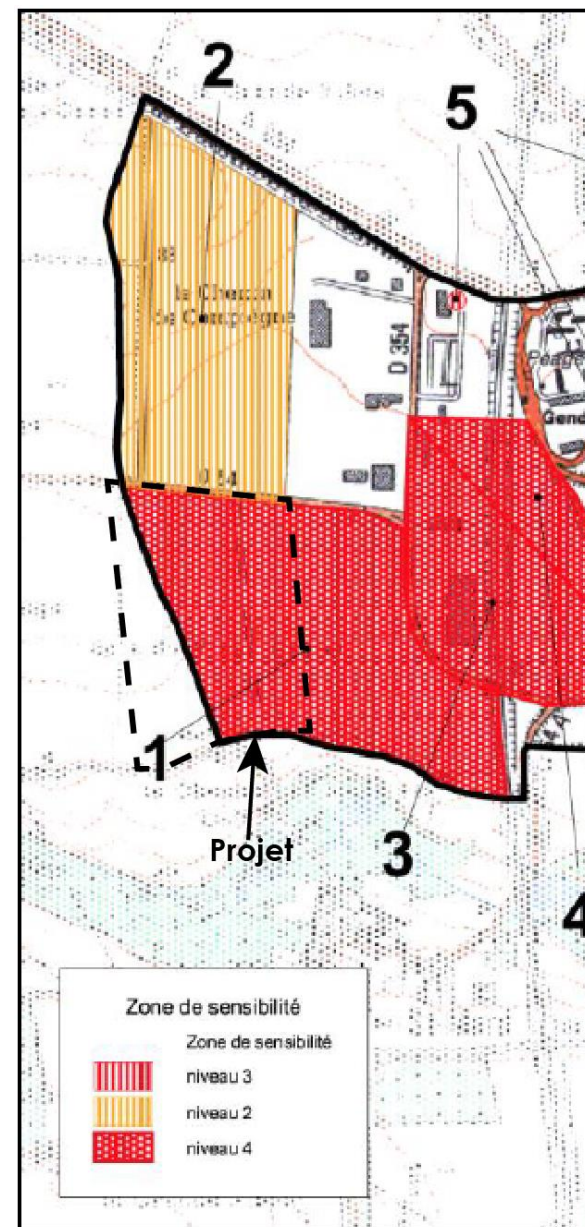 2
5
D 354
Genc
1
Projet
3
4
Zone de sensibilité
Zone de sensibilité
niveau 3
niveau 2
niveau 4